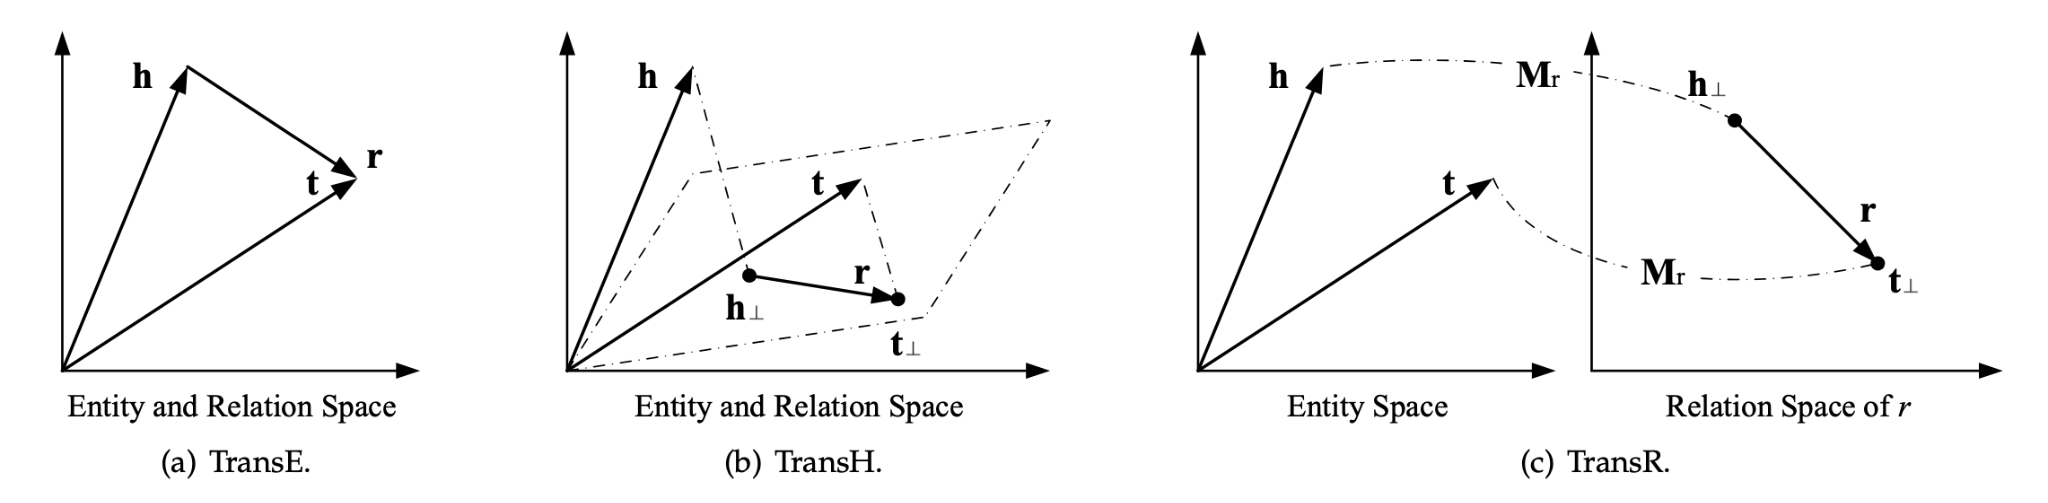 h
r
t
Entity and Relation Space
(a) TransE.
h
t
r
h⊥
t⊥
Entity and Relation Space
(b) TransH.
h
Mr
h⊥
t
r
Mr
t⊥
Entity Space
Relation Space of r
(c) TransR.